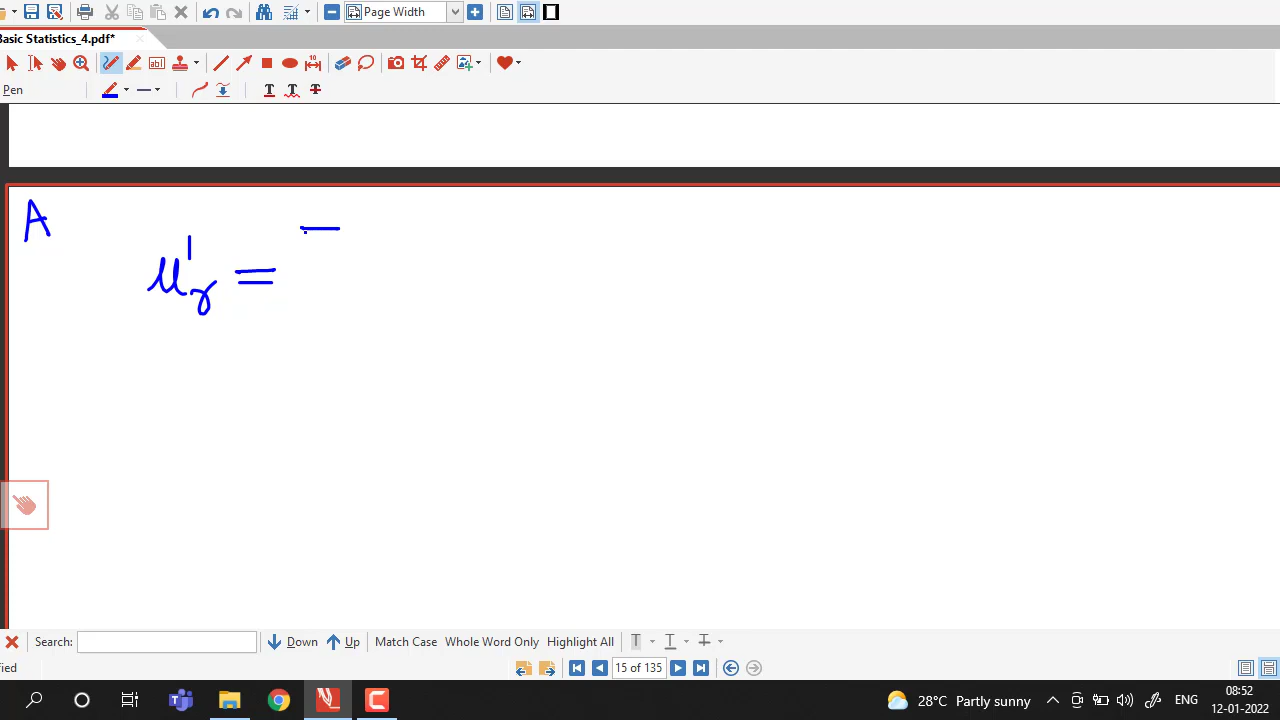 Page Width
Basic Statistics_4.pdf*
Pen
A
μ'ᵣ =
Search: Down Up Match Case Whole Word Only Highlight All
fied 15 of 135
28°C Partly sunny ENG 08:52
12-01-2022